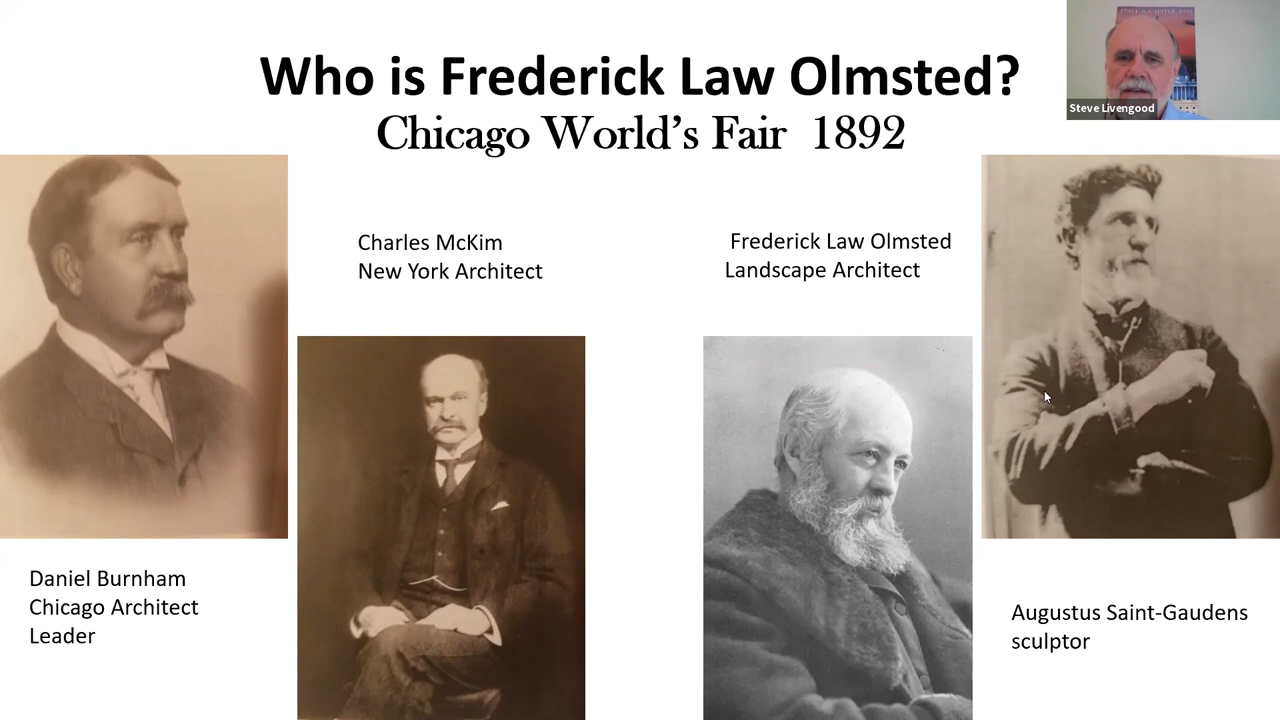 Who is Frederick Law Olmsted?
Chicago World's Fair 1892
Steve Livengood
Charles McKim
New York Architect
Frederick Law Olmsted
Landscape Architect
Daniel Burnham
Chicago Architect
Leader
Augustus Saint-Gaudens
sculptor